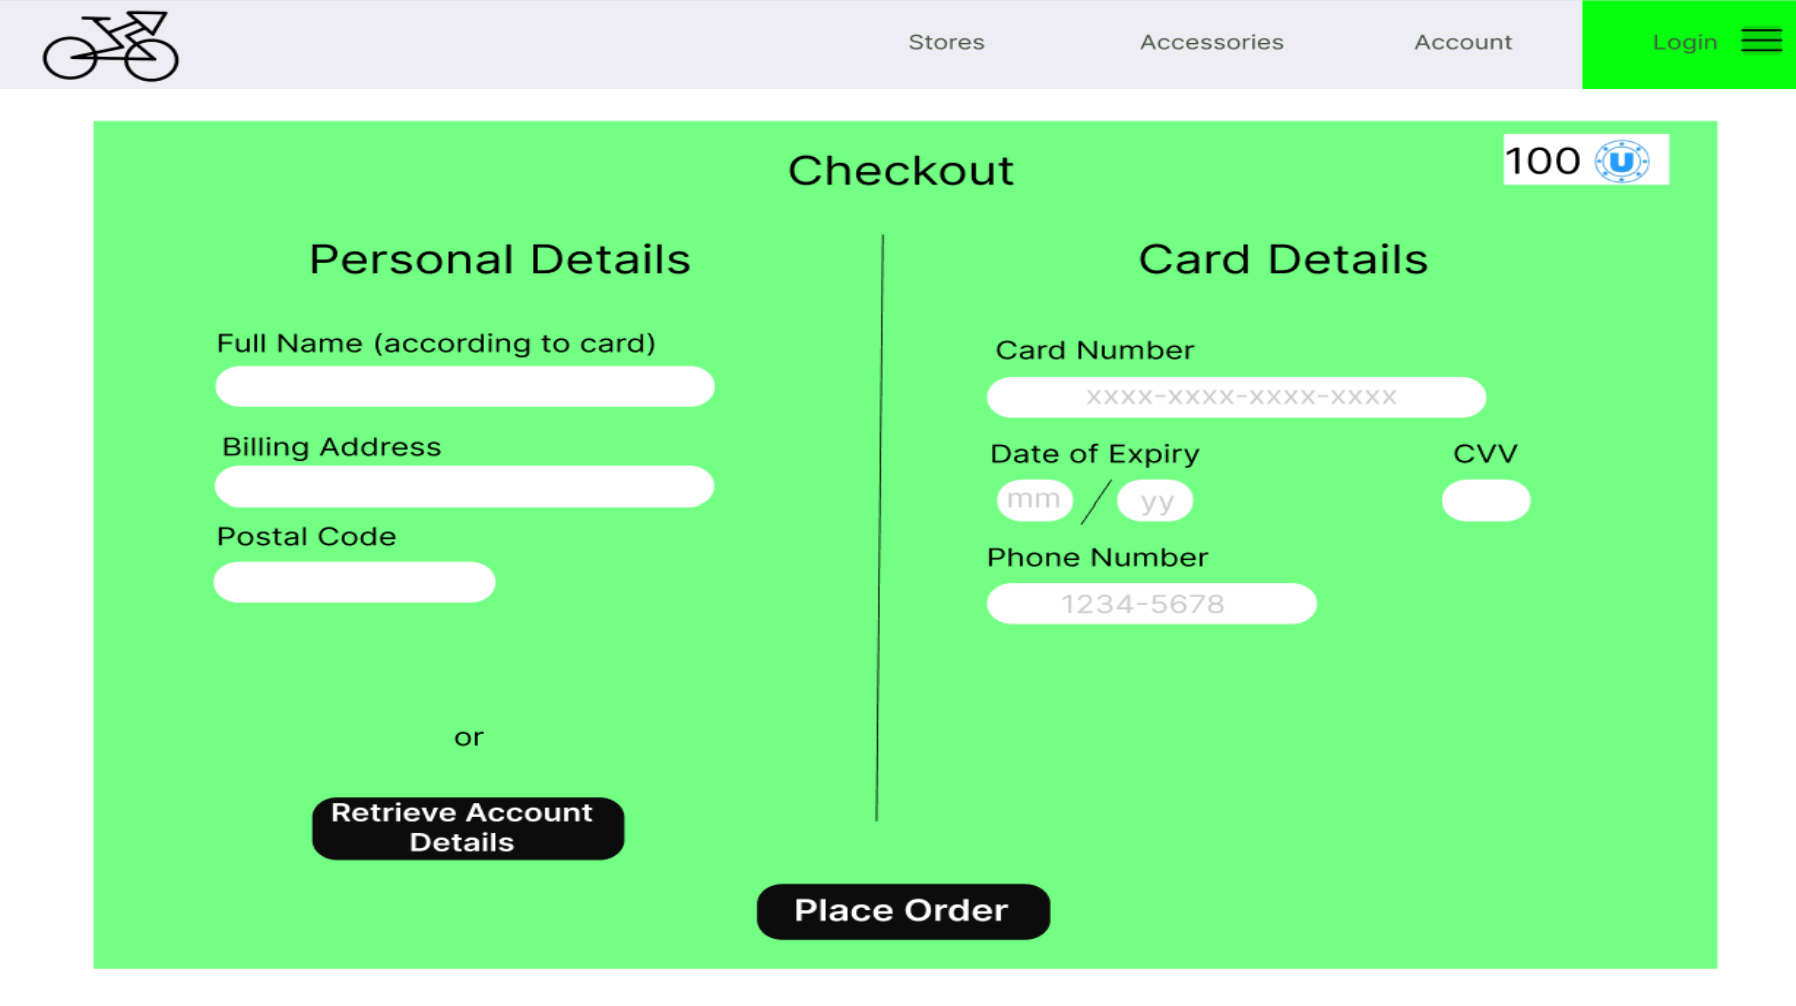 Stores
Accessories
Account
Login
Checkout
100 U
Personal Details
Full Name (according to card)
Billing Address
Postal Code
or
Retrieve Account
Details
Card Details
Card Number
xxxx-xxxx-xxxx-xxxx
Date of Expiry
CVV
mm / yy
Phone Number
1234-5678
Place Order